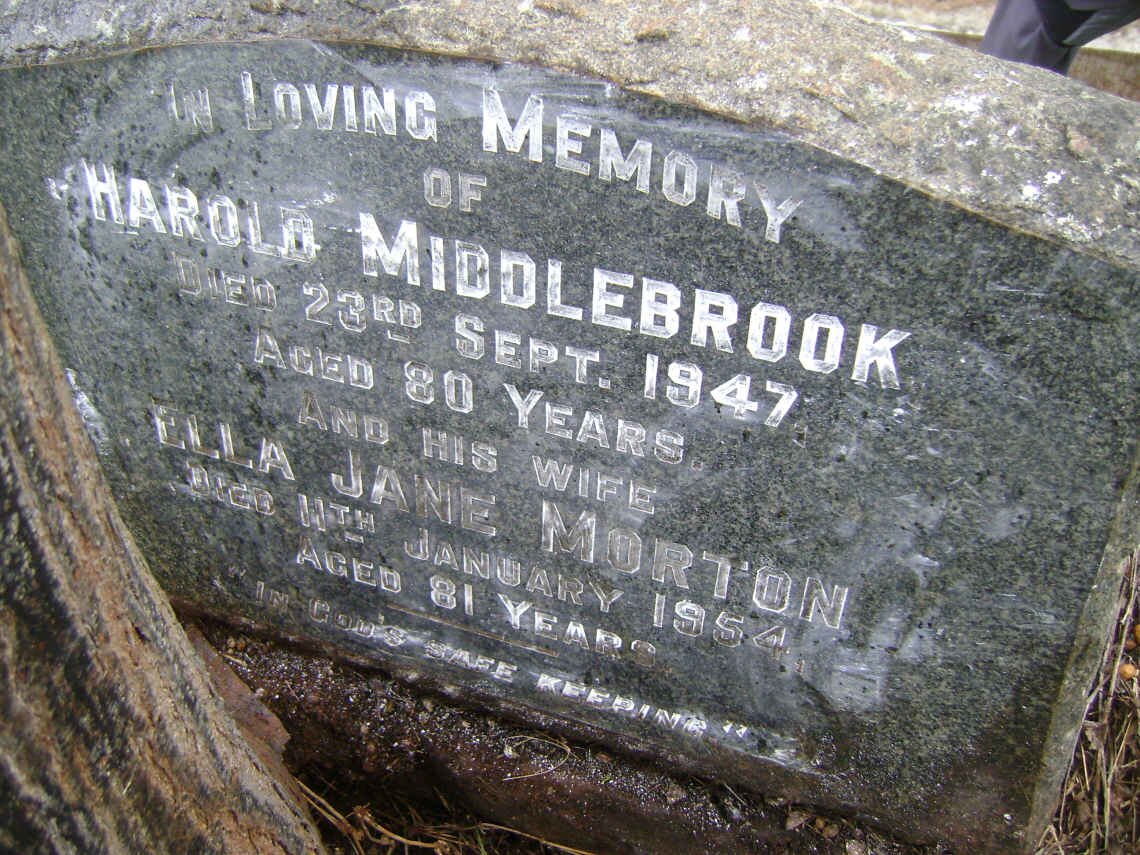 In Loving Memory
OF
Harold Middlebrook
Died 23RD Sept. 1947,
Aged 80 Years.
And his wife
Ella Jane Morton
Died 11TH January 1954,
Aged 81 Years.
In God's safe keeping"